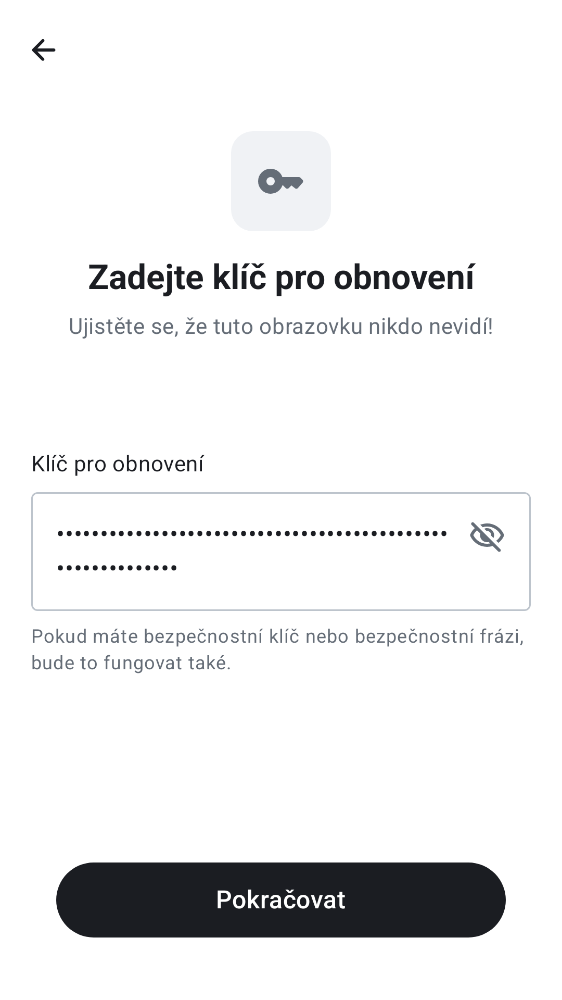 Zadejte klíč pro obnovení
Ujistěte se, že tuto obrazovku nikdo nevidí!
Klíč pro obnovení
•••••••••••••••••••••••••••••••••••••••••••••
••••••••••••••
Pokud máte bezpečnostní klíč nebo bezpečnostní frázi,
bude to fungovat také.
Pokračovat